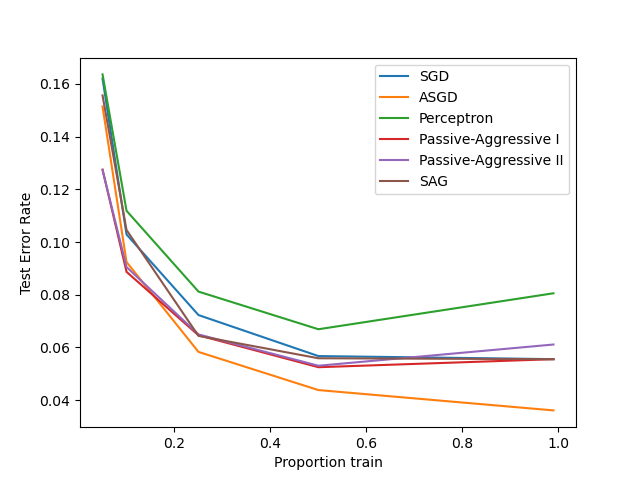 SGD
ASGD
Perceptron
Passive-Aggressive I
Passive-Aggressive II
SAG
0.16
0.14
0.12
0.10
0.08
0.06
0.04
Test Error Rate
0.2 0.4 0.6 0.8 1.0
Proportion train